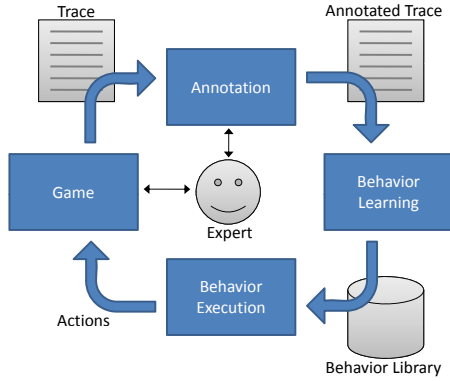 Trace
Annotated Trace
Annotation
Game
Behavior
Learning
Expert
Behavior
Execution
Actions
Behavior Library